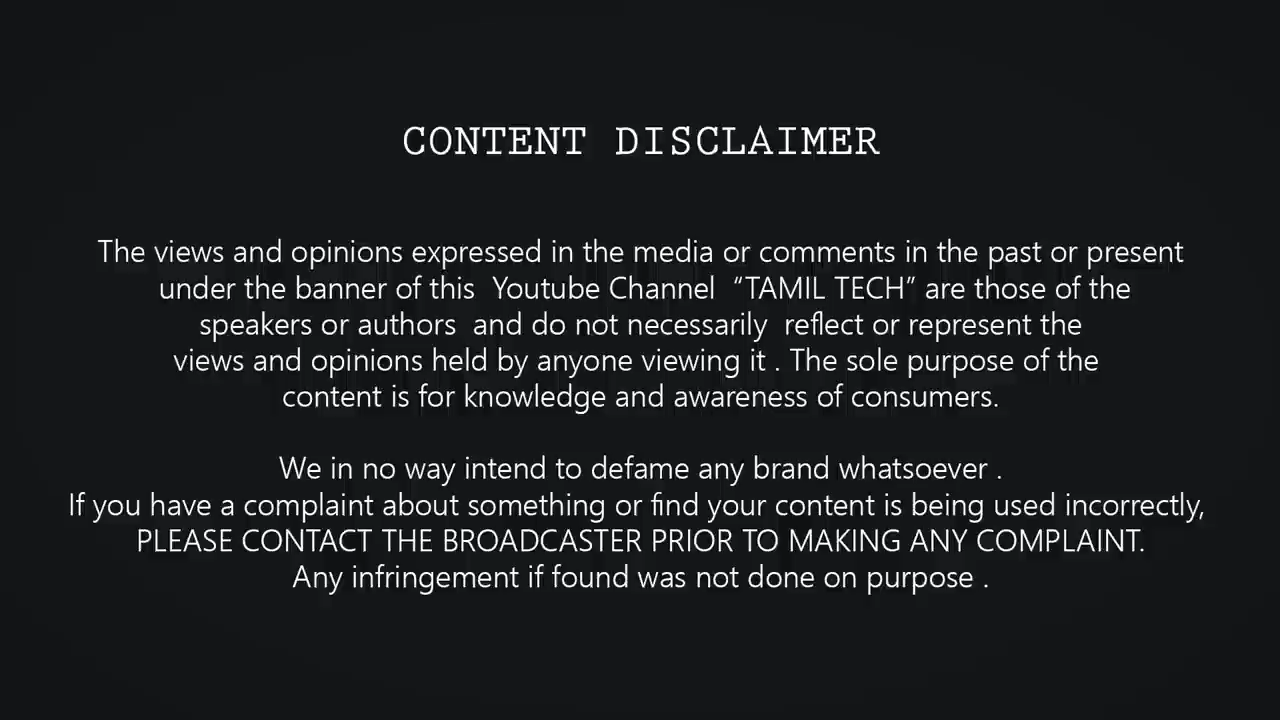 CONTENT DISCLAIMER
The views and opinions expressed in the media or comments in the past or present
under the banner of this  Youtube Channel  “TAMIL TECH” are those of the
speakers or authors  and do not necessarily  reflect or represent the
views and opinions held by anyone viewing it . The sole purpose of the
content is for knowledge and awareness of consumers.
We in no way intend to defame any brand whatsoever .
If you have a complaint about something or find your content is being used incorrectly,
PLEASE CONTACT THE BROADCASTER PRIOR TO MAKING ANY COMPLAINT.
Any infringement if found was not done on purpose .